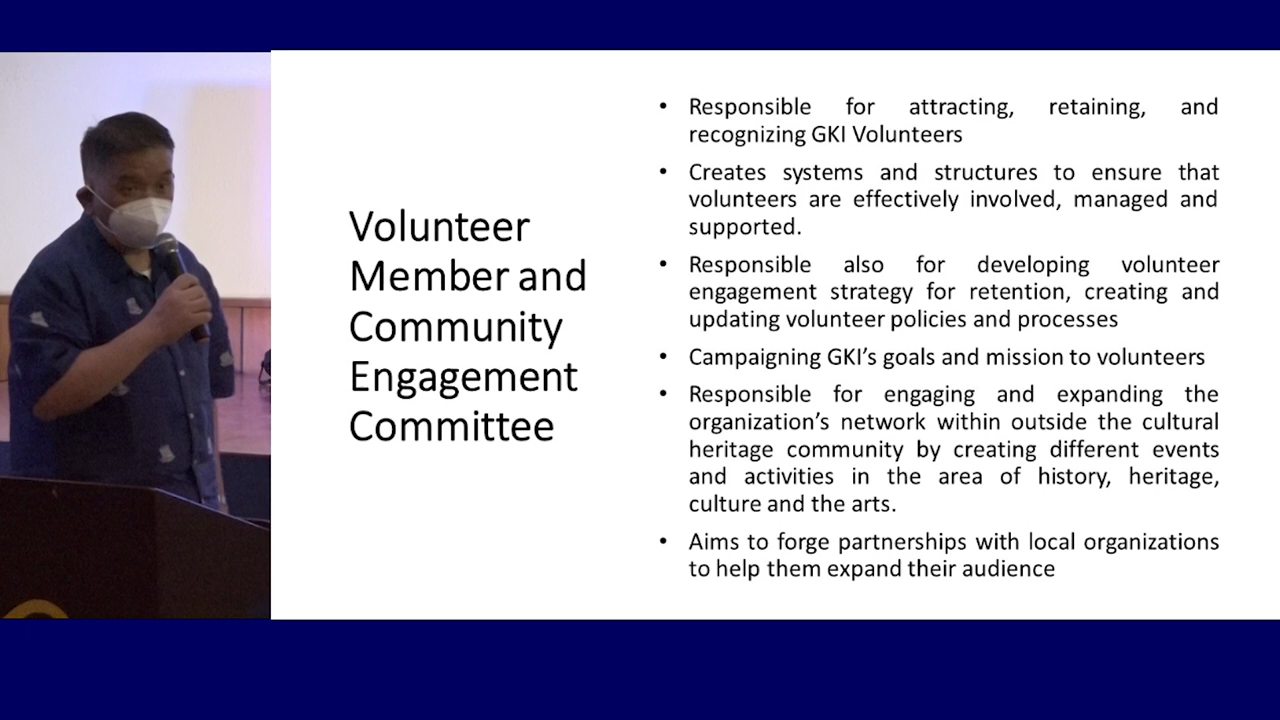 Volunteer
Member and
Community
Engagement
Committee
• Responsible for attracting, retaining, and
recognizing GKI Volunteers
• Creates systems and structures to ensure that
volunteers are effectively involved, managed and
supported.
• Responsible also for developing volunteer
engagement strategy for retention, creating and
updating volunteer policies and processes
• Campaigning GKI’s goals and mission to volunteers
• Responsible for engaging and expanding the
organization’s network within outside the cultural
heritage community by creating different events
and activities in the area of history, heritage,
culture and the arts.
• Aims to forge partnerships with local organizations
to help them expand their audience